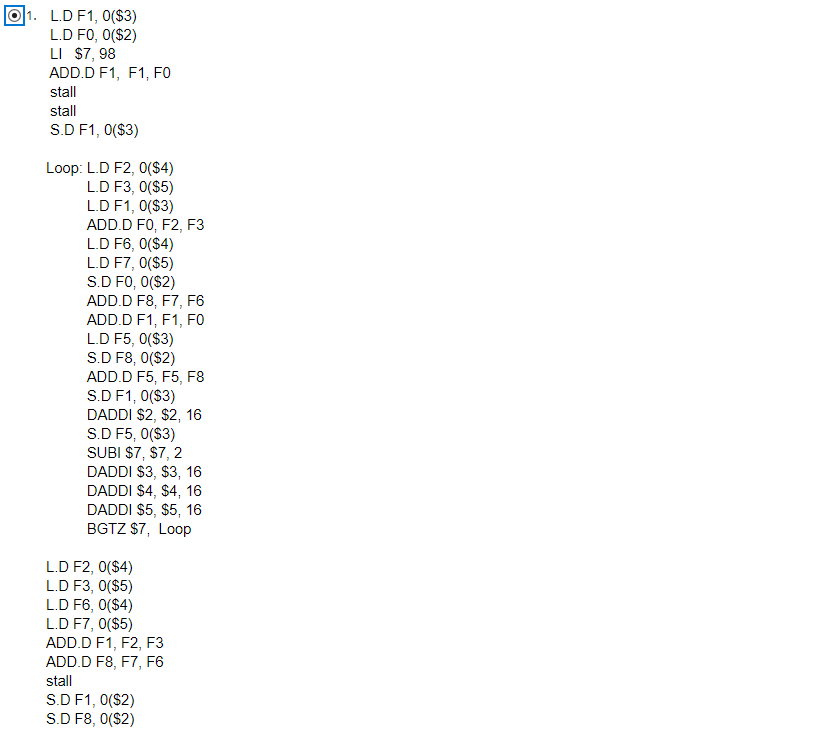 1. L.D F1, 0($3)
L.D F0, 0($2)
LI $7, 98
ADD.D F1, F1, F0
stall
stall
S.D F1, 0($3)
Loop: L.D F2, 0($4)
L.D F3, 0($5)
L.D F1, 0($3)
ADD.D F0, F2, F3
L.D F6, 0($4)
L.D F7, 0($5)
S.D F0, 0($2)
ADD.D F8, F7, F6
ADD.D F1, F1, F0
L.D F5, 0($3)
S.D F8, 0($2)
ADD.D F5, F5, F8
S.D F1, 0($3)
DADDI $2, $2, 16
S.D F5, 0($3)
SUBI $7, $7, 2
DADDI $3, $3, 16
DADDI $4, $4, 16
DADDI $5, $5, 16
BGTZ $7, Loop
L.D F2, 0($4)
L.D F3, 0($5)
L.D F6, 0($4)
L.D F7, 0($5)
ADD.D F1, F2, F3
ADD.D F8, F7, F6
stall
S.D F1, 0($2)
S.D F8, 0($2)